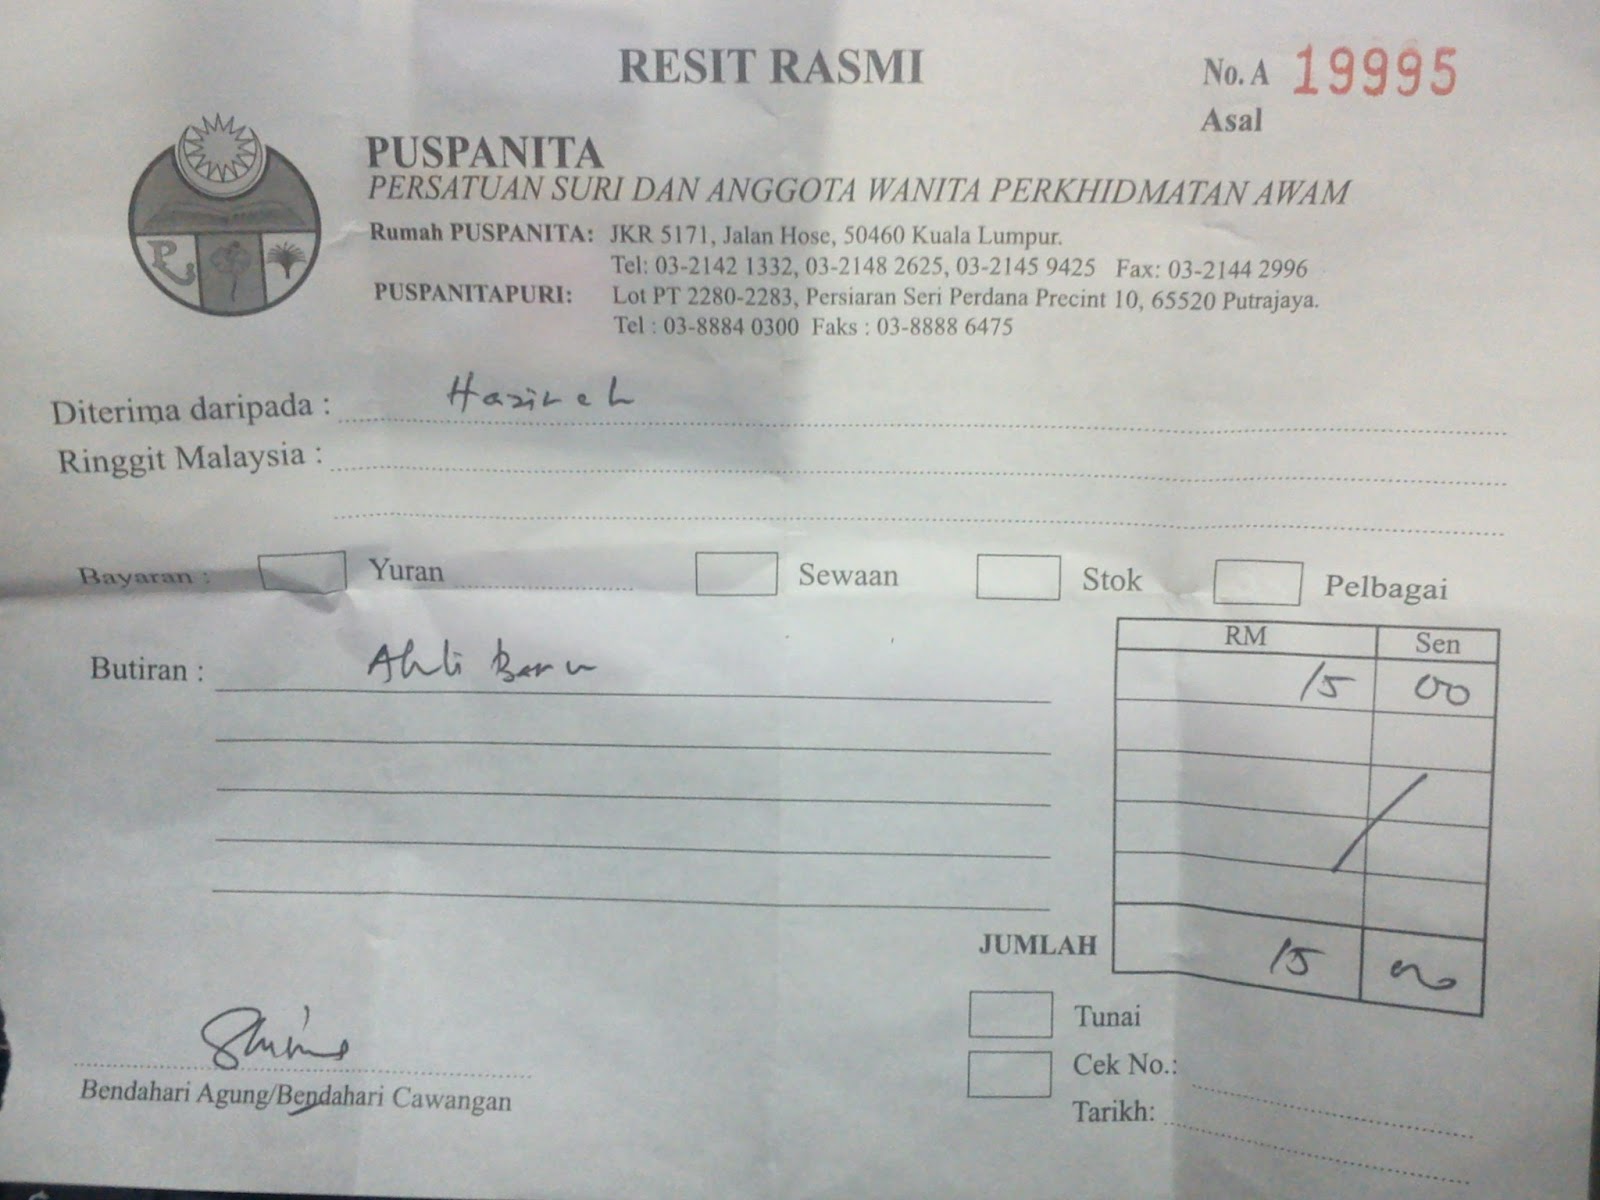 RESIT RASMI
No. A 19995
Asal
PUSPANITA
PERSATUAN SURI DAN ANGGOTA WANITA PERKHIDMATAN AWAM
Rumah PUSPANITA: JKR 5171, Jalan Hose, 50460 Kuala Lumpur.
Tel: 03-2142 1332, 03-2148 2625, 03-2145 9425 Fax: 03-2144 2996
PUSPANITAPURI: Lot PT 2280-2283, Persiaran Seri Perdana Precint 10, 65520 Putrajaya.
Tel : 03-8884 0300 Faks : 03-8888 6475
Diterima daripada : Hazirah
Ringgit Malaysia :
Bayaran : Yuran Sewaan Stok Pelbagai
RM Sen
Butiran : Ahli Baru 15 00
JUMLAH 15 00
Tunai
Cek No.:
Bendahari Agung/Bendahari Cawangan
Tarikh: